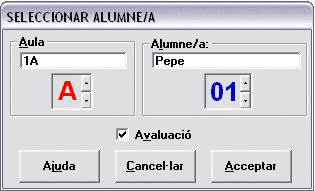 SELECCIONAR ALUMNE/A
Aula
Alumne/a:
1A
Pepe
A
01
Avaluació
Ajuda
Cancel·lar
Acceptar